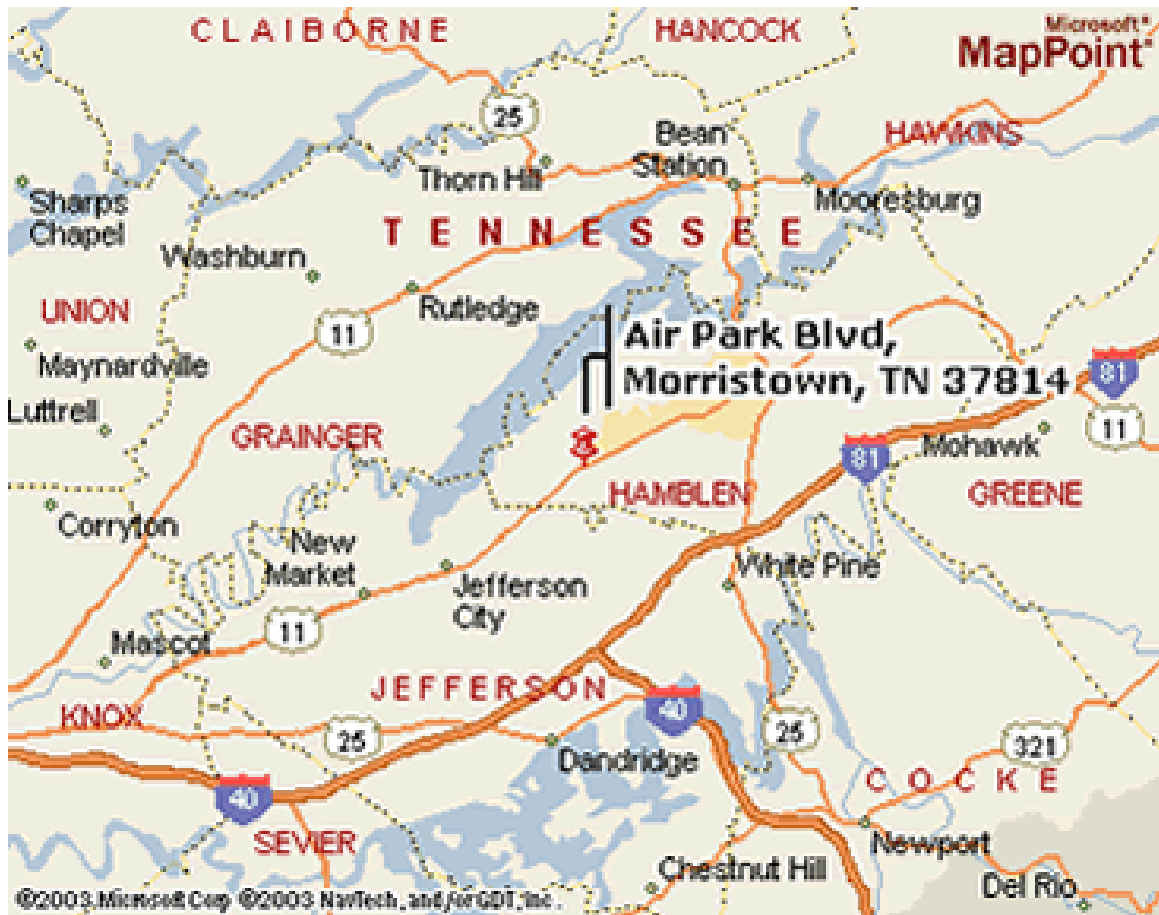 CLAIBORNE
HANCOCK
Microsoft®
MapPoint®
25
Bean
Station
HAWKINS
Thorn Hill
Sharps
Chapel
Mooresburg
TENNESSEE
Washburn
UNION
Rutledge
11
Maynardville
Air Park Blvd,
Morristown, TN 37814
81
Luttrell
GRAINGER
11
Mohawk
81
HAMBLEN
GREENE
Corryton
New
Market
White Pine
Jefferson
City
11
Mascot
JEFFERSON
KNOX
40
25
25
321
Dandridge
COCKE
40
SEVIER
Newport
Chestnut Hill
Del Rio
©2003 Microsoft Corp ©2003 NavTech, and/or GDT, Inc.